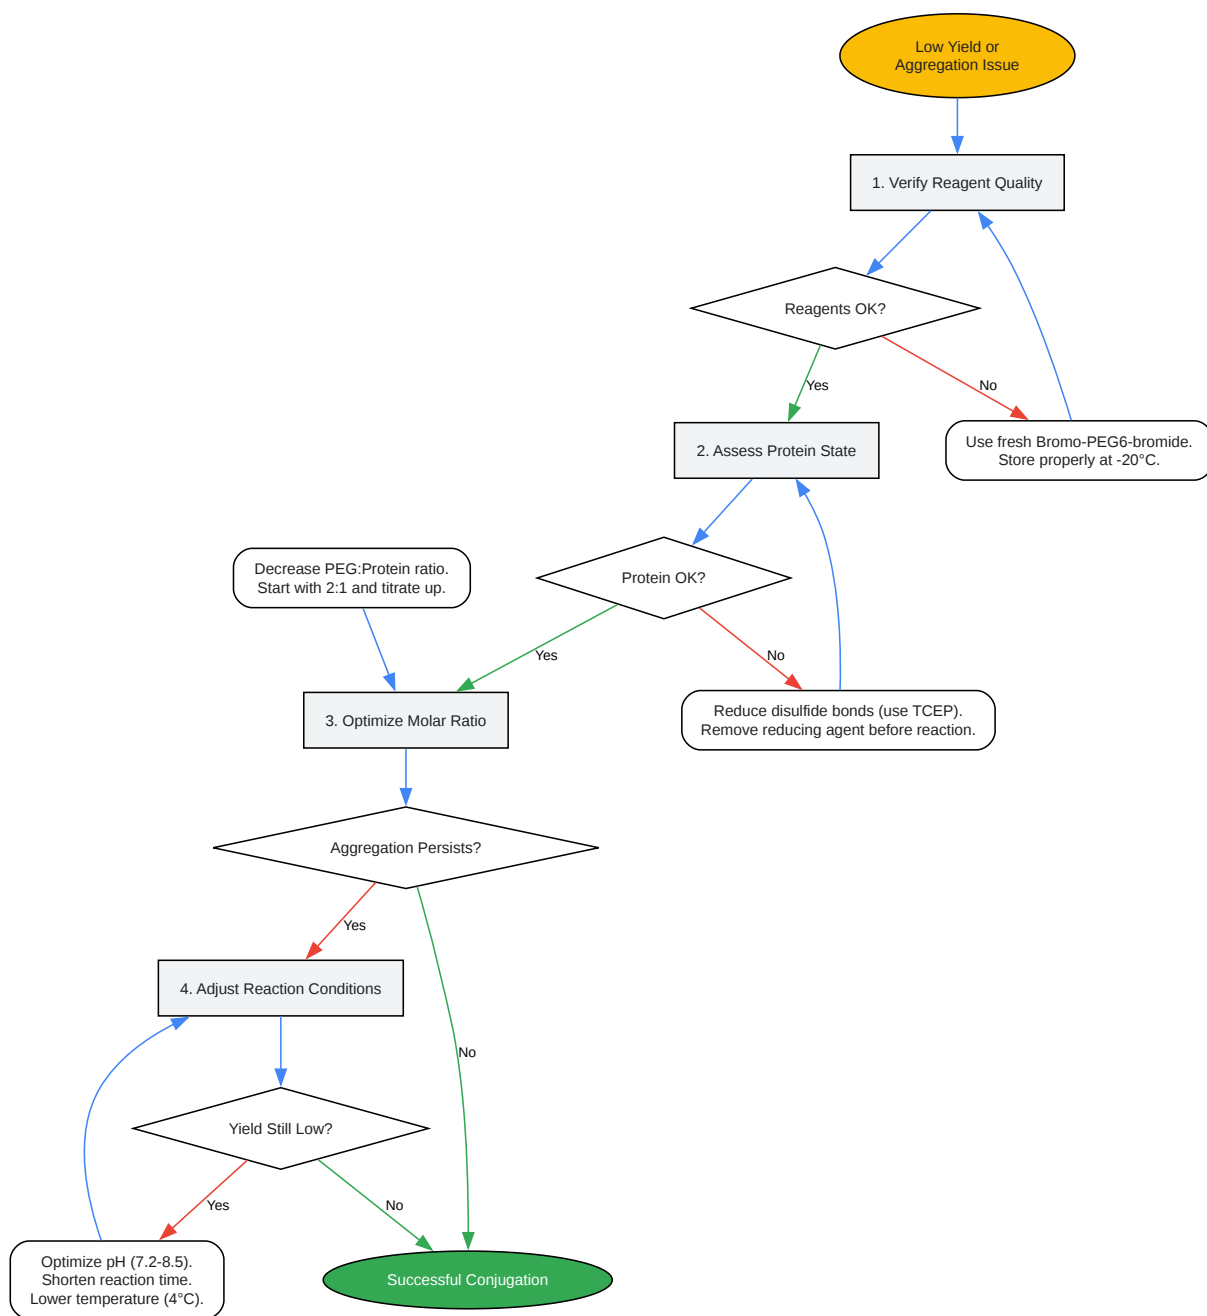 Low Yield or
Aggregation Issue
1. Verify Reagent Quality
Reagents OK?
Yes
No
Use fresh Bromo-PEG6-bromide.
Store properly at -20°C.
2. Assess Protein State
Protein OK?
Decrease PEG:Protein ratio.
Start with 2:1 and titrate up.
Yes
No
3. Optimize Molar Ratio
Reduce disulfide bonds (use TCEP).
Remove reducing agent before reaction.
Aggregation Persists?
Yes
4. Adjust Reaction Conditions
No
Yield Still Low?
Yes
No
Optimize pH (7.2-8.5).
Shorten reaction time.
Lower temperature (4°C).
Successful Conjugation